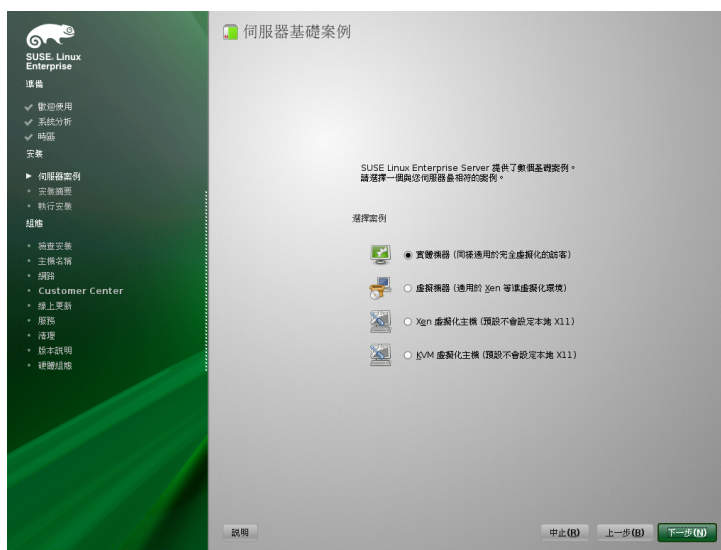 SUSE. Linux
Enterprise
準備
歡迎使用
系統分析
時區
安裝
伺服器案例
安裝摘要
執行安裝
組態
檢查安裝
主機名稱
網路
Customer Center
線上更新
服務
清理
版本說明
硬體組態
伺服器基礎案例
SUSE Linux Enterprise Server 提供了數個基礎案例。
請選擇一個與您伺服器最相符的案例。
選擇案例
實體機器 (同樣適用於完全虛擬化的訪客)
虛擬機器 (適用於 Xen 等準虛擬化環境)
Xen 虛擬化主機 (預設不會設定本地 X11)
KVM 虛擬化主機 (預設不會設定本地 X11)
說明
中止(R)
上一步(B)
下一步(N)